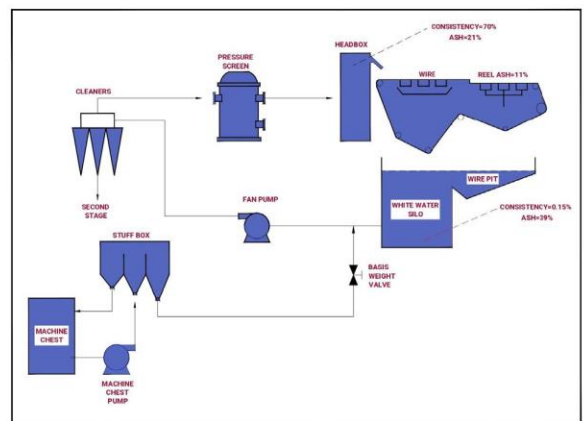 CONSISTENCY=70%
ASH=21%
HEADBOX
PRESSURE
SCREEN
WIRE
REEL ASH=11%
CLEANERS
SECOND
STAGE
FAN PUMP
WIRE PIT
WHITE WATER
SILO
CONSISTENCY=0.15%
ASH=39%
STUFF BOX
BASIS
WEIGHT
VALVE
MACHINE
CHEST
MACHINE
CHEST
PUMP